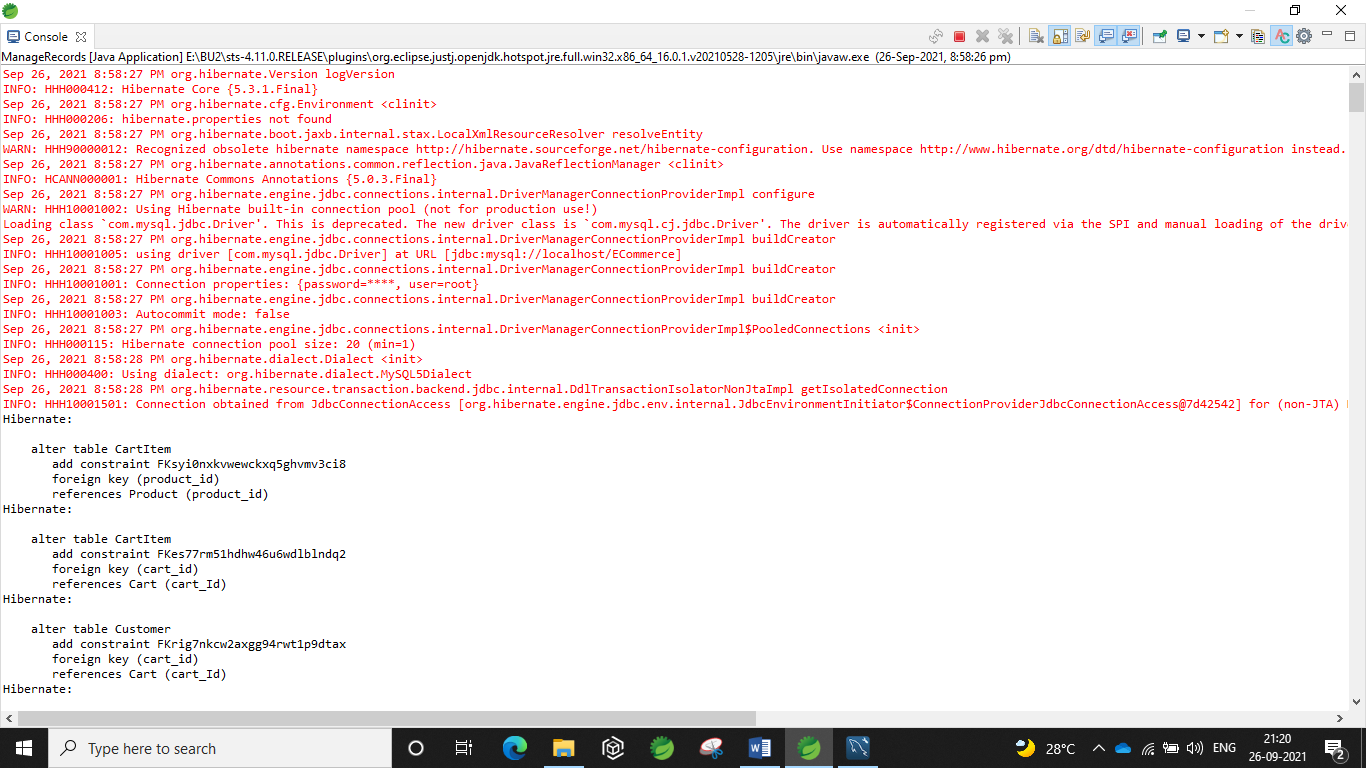 Console
ManageRecords [Java Application] E:\BU2\sts-4.11.0.RELEASE\plugins\org.eclipse.justj.openjdk.hotspot.jre.full.win32.x86_64_16.0.1.v20210528-1205\jre\bin\javaw.exe (26-Sep-2021, 8:58:26 pm)
Sep 26, 2021 8:58:27 PM org.hibernate.Version logVersion
INFO: HHH000412: Hibernate Core {5.3.1.Final}
Sep 26, 2021 8:58:27 PM org.hibernate.cfg.Environment <clinit>
INFO: HHH000206: hibernate.properties not found
Sep 26, 2021 8:58:27 PM org.hibernate.boot.jaxb.internal.stax.LocalXmlResourceResolver resolveEntity
WARN: HHH90000012: Recognized obsolete hibernate namespace http://hibernate.sourceforge.net/hibernate-configuration. Use namespace http://www.hibernate.org/dtd/hibernate-configuration instead.
Sep 26, 2021 8:58:27 PM org.hibernate.annotations.common.reflection.java.JavaReflectionManager <clinit>
INFO: HCANN000001: Hibernate Commons Annotations {5.0.3.Final}
Sep 26, 2021 8:58:27 PM org.hibernate.engine.jdbc.connections.internal.DriverManagerConnectionProviderImpl configure
WARN: HHH10001002: Using Hibernate built-in connection pool (not for production use!)
Loading class `com.mysql.jdbc.Driver'. This is deprecated. The new driver class is `com.mysql.cj.jdbc.Driver'. The driver is automatically registered via the SPI and manual loading of the driv
Sep 26, 2021 8:58:27 PM org.hibernate.engine.jdbc.connections.internal.DriverManagerConnectionProviderImpl buildCreator
INFO: HHH10001005: using driver [com.mysql.jdbc.Driver] at URL [jdbc:mysql://localhost/ECommerce]
Sep 26, 2021 8:58:27 PM org.hibernate.engine.jdbc.connections.internal.DriverManagerConnectionProviderImpl buildCreator
INFO: HHH10001001: Connection properties: {password=****, user=root}
Sep 26, 2021 8:58:27 PM org.hibernate.engine.jdbc.connections.internal.DriverManagerConnectionProviderImpl buildCreator
INFO: HHH10001003: Autocommit mode: false
Sep 26, 2021 8:58:27 PM org.hibernate.engine.jdbc.connections.internal.DriverManagerConnectionProviderImpl$PooledConnections <init>
INFO: HHH000115: Hibernate connection pool size: 20 (min=1)
Sep 26, 2021 8:58:28 PM org.hibernate.dialect.Dialect <init>
INFO: HHH000400: Using dialect: org.hibernate.dialect.MySQL5Dialect
Sep 26, 2021 8:58:28 PM org.hibernate.resource.transaction.backend.jdbc.internal.DdlTransactionIsolatorNonJtaImpl getIsolatedConnection
INFO: HHH10001501: Connection obtained from JdbcConnectionAccess [org.hibernate.engine.jdbc.env.internal.JdbcEnvironmentInitiator$ConnectionProviderJdbcConnectionAccess@7d42542] for (non-JTA)
Hibernate:
alter table CartItem
add constraint FKsyi0nxkvwewckxq5ghvmv3ci8
foreign key (product_id)
references Product (product_id)
Hibernate:
alter table CartItem
add constraint FKes77rm51hdhw46u6wdlblndq2
foreign key (cart_id)
references Cart (cart_Id)
Hibernate:
alter table Customer
add constraint FKrig7nkcw2axgg94rwt1p9dtax
foreign key (cart_id)
references Cart (cart_Id)
Hibernate:
Type here to search
28°C
ENG
21:20
26-09-2021
2